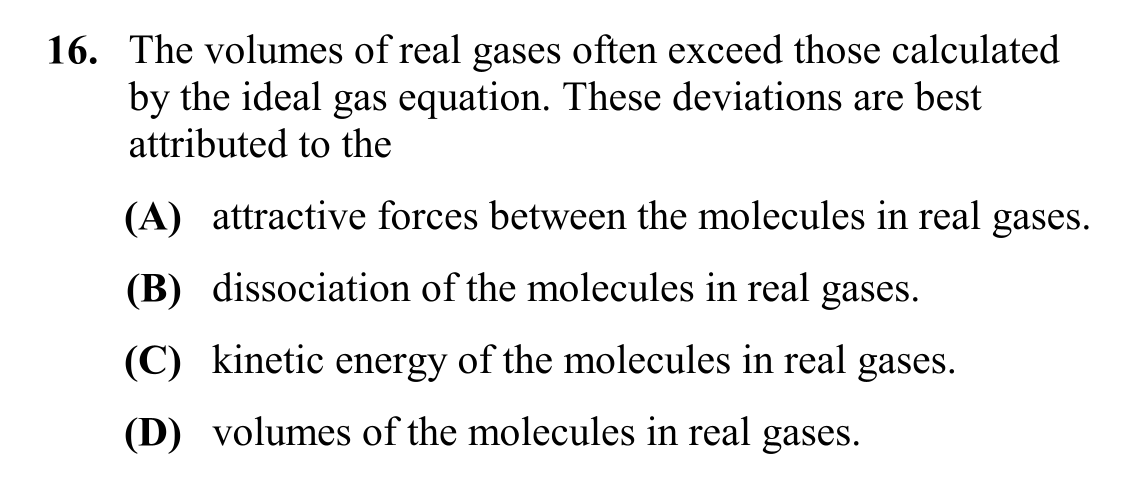 16. The volumes of real gases often exceed those calculated
by the ideal gas equation. These deviations are best
attributed to the
(A) attractive forces between the molecules in real gases.
(B) dissociation of the molecules in real gases.
(C) kinetic energy of the molecules in real gases.
(D) volumes of the molecules in real gases.